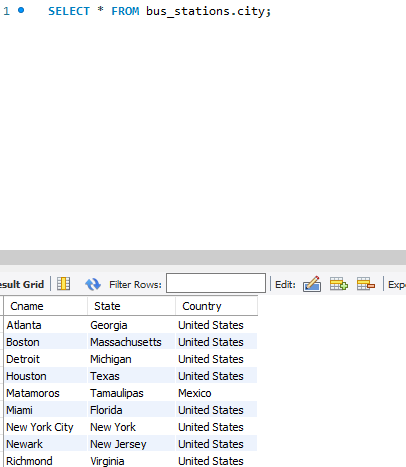 1 SELECT * FROM bus_stations.city;
esult Grid Filter Rows: Edit: Expo
Cname State Country
Atlanta Georgia United States
Boston Massachusetts United States
Detroit Michigan United States
Houston Texas United States
Matamoros Tamaulipas Mexico
Miami Florida United States
New York City New York United States
Newark New Jersey United States
Richmond Virginia United States